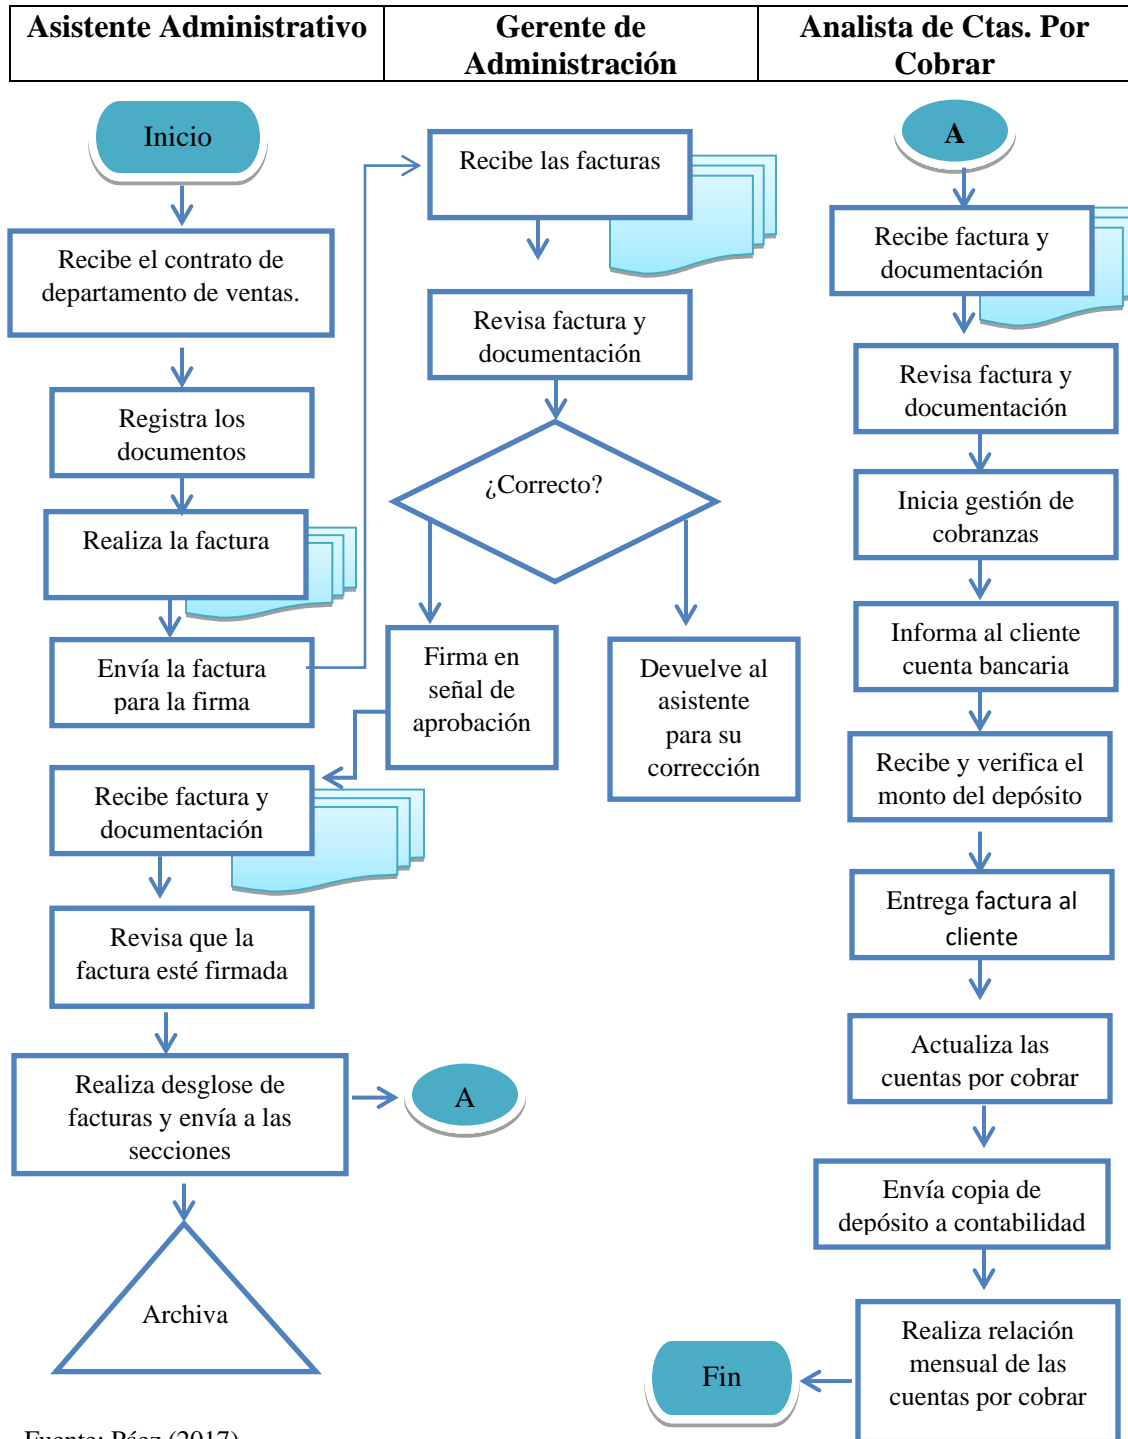 Asistente Administrativo
Gerente de
Administración
Analista de Ctas. Por
Cobrar
Inicio
Recibe el contrato de
departamento de ventas.
Registra los
documentos
Realiza la factura
Envía la factura
para la firma
Recibe factura y
documentación
Revisa que la
factura esté firmada
Realiza desglose de
facturas y envía a las
secciones
Archiva
Recibe las facturas
Revisa factura y
documentación
¿Correcto?
Firma en
señal de
aprobación
Devuelve al
asistente
para su
corrección
A
A
Recibe factura y
documentación
Revisa factura y
documentación
Inicia gestión de
cobranzas
Informa al cliente
cuenta bancaria
Recibe y verifica el
monto del depósito
Entrega factura al
cliente
Actualiza las
cuentas por cobrar
Envía copia de
depósito a contabilidad
Realiza relación
mensual de las
cuentas por cobrar
Fin
Fuente: Páez (2017)